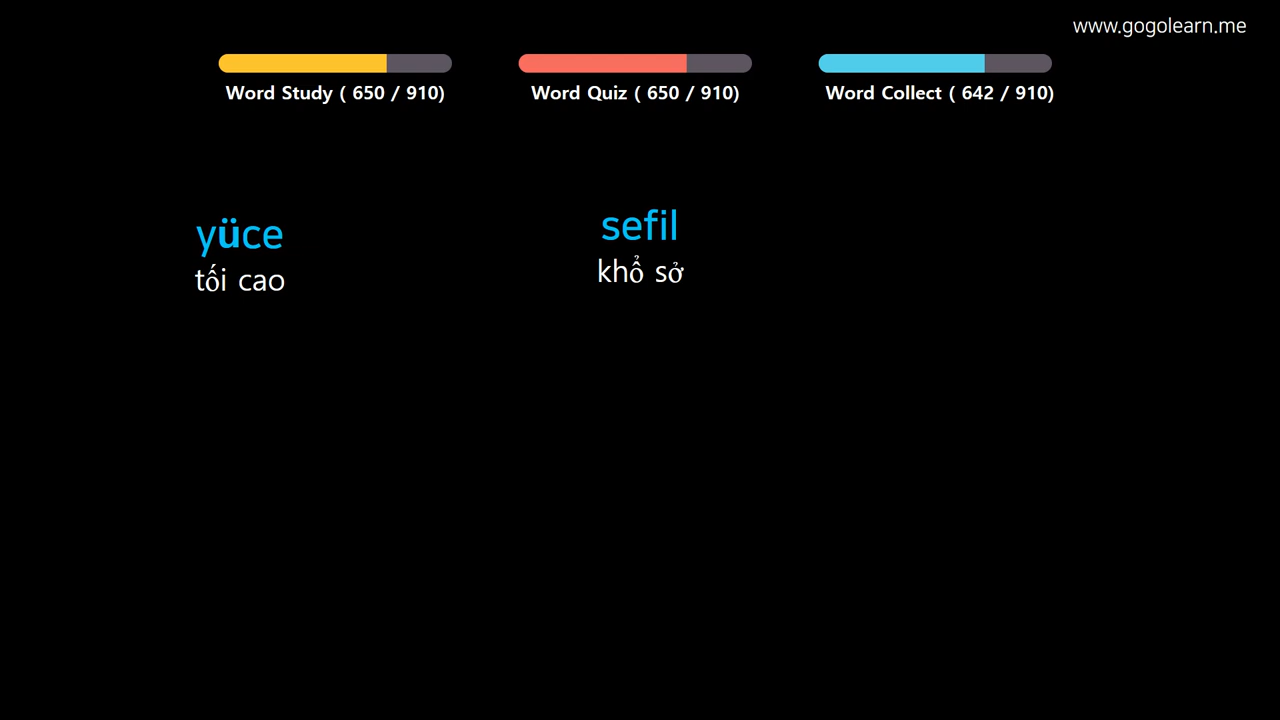 www.gogolearn.me
Word Study ( 650 / 910)
Word Quiz ( 650 / 910)
Word Collect ( 642 / 910)
yüce
tối cao
sefil
khổ sở